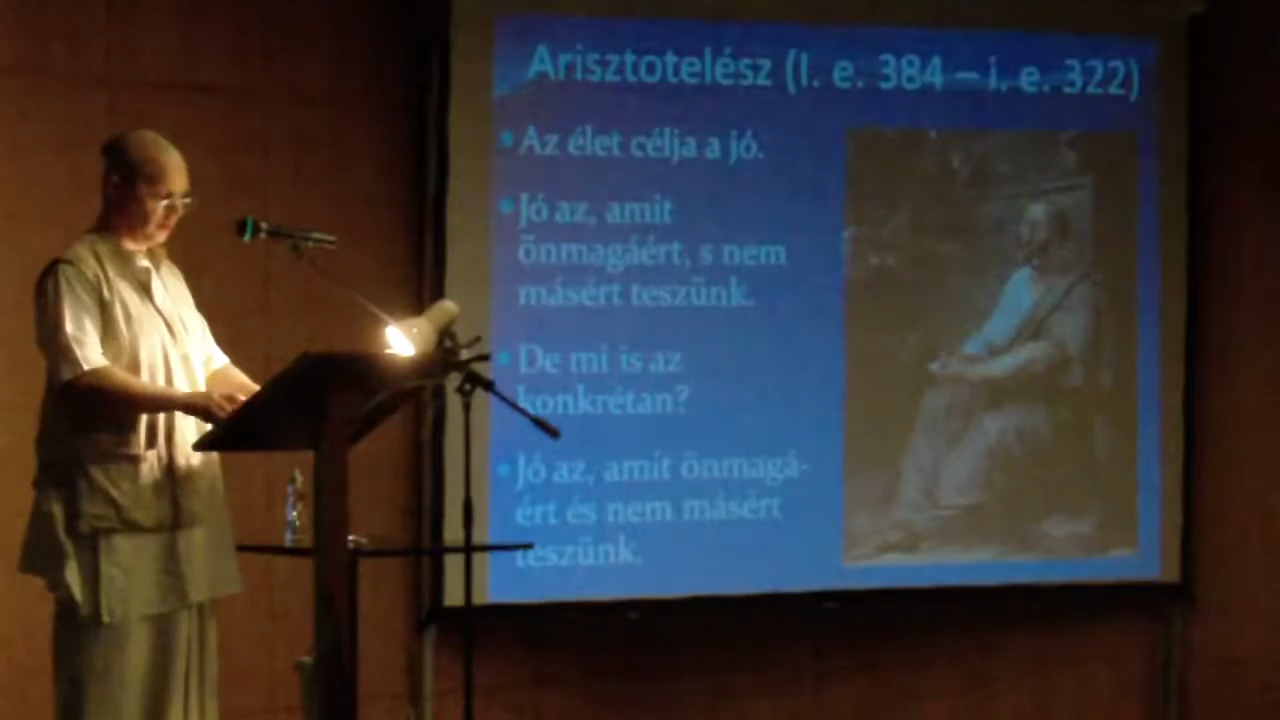 Arisztotelész (I. e. 384 – i. e. 322)
• Az élet célja a jó.
• Jó az, amit
önmagáért, s nem
másért teszünk.
• De mi is az
konkrétan?
• Jó az, amit önmagá-
ért és nem másért
teszünk.